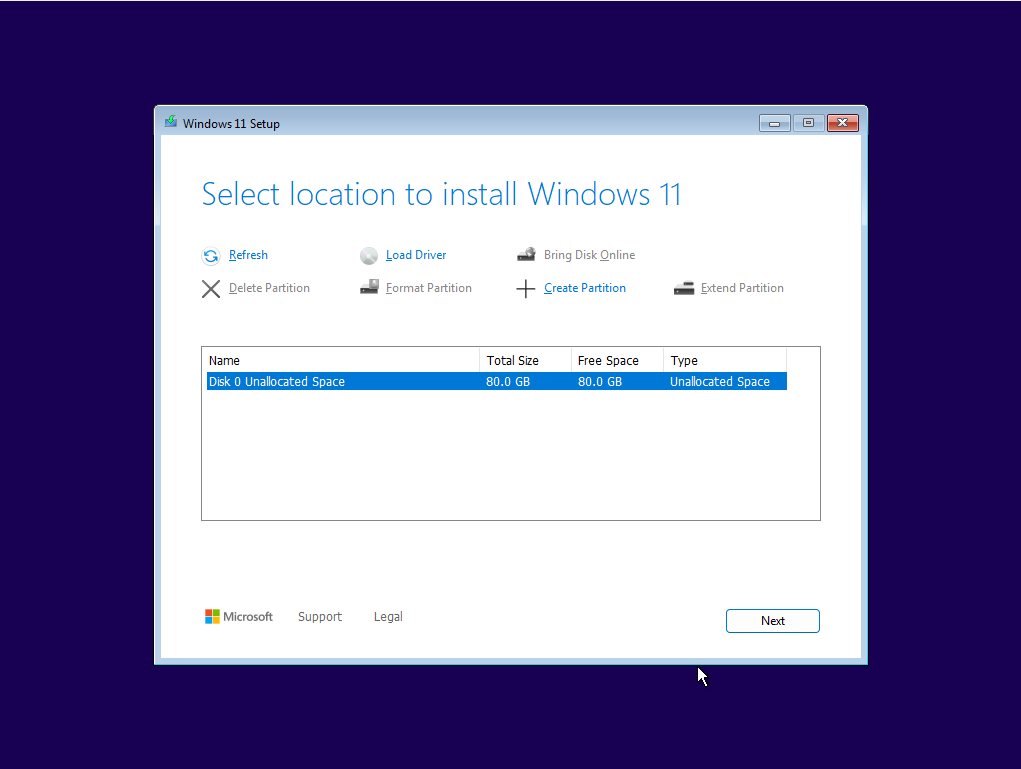 Windows 11 Setup
Select location to install Windows 11
Refresh Load Driver Bring Disk Online
Delete Partition Format Partition Create Partition Extend Partition
Name Total Size Free Space Type
Disk 0 Unallocated Space 80.0 GB 80.0 GB Unallocated Space
Microsoft Support Legal Next